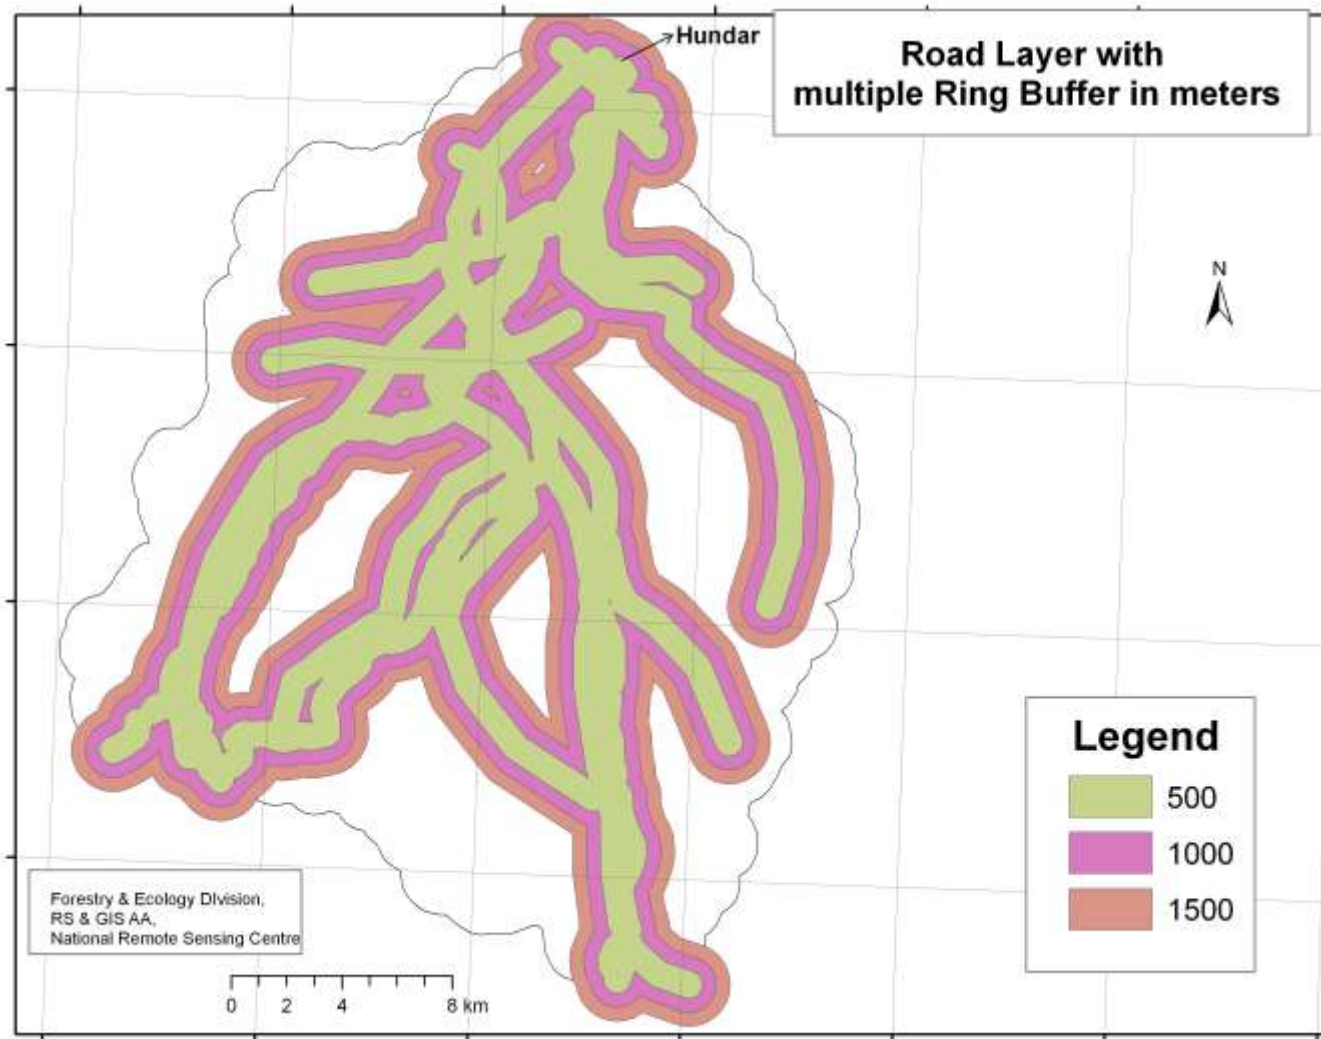 Hundar
Road Layer with
multiple Ring Buffer in meters
N
Legend
500
1000
1500
Forestry & Ecology DIvision,
RS & GIS AA,
National Remote Sensing Centre
0 2 4 8 km